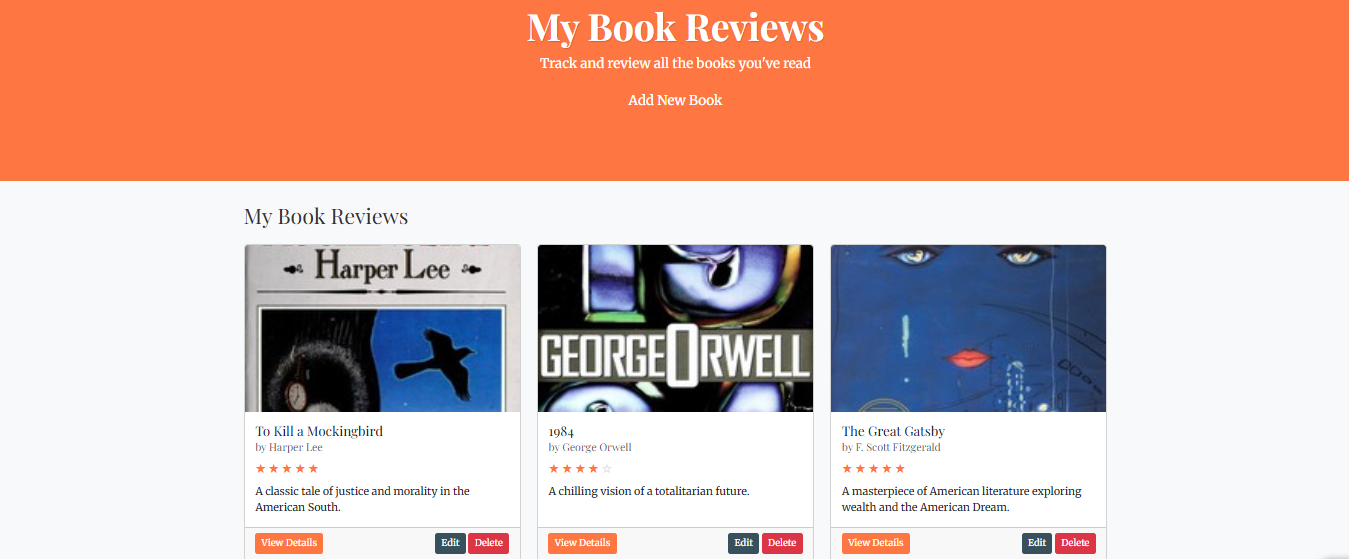 My Book Reviews
Track and review all the books you've read
Add New Book
My Book Reviews
Harper Lee
GEORGE ORWELL
To Kill a Mockingbird
by Harper Lee
★ ★ ★ ★ ★
A classic tale of justice and morality in the
American South.
View Details Edit Delete
1984
by George Orwell
★ ★ ★ ★ ☆
A chilling vision of a totalitarian future.
View Details Edit Delete
The Great Gatsby
by F. Scott Fitzgerald
★ ★ ★ ★ ★
A masterpiece of American literature exploring
wealth and the American Dream.
View Details Edit Delete